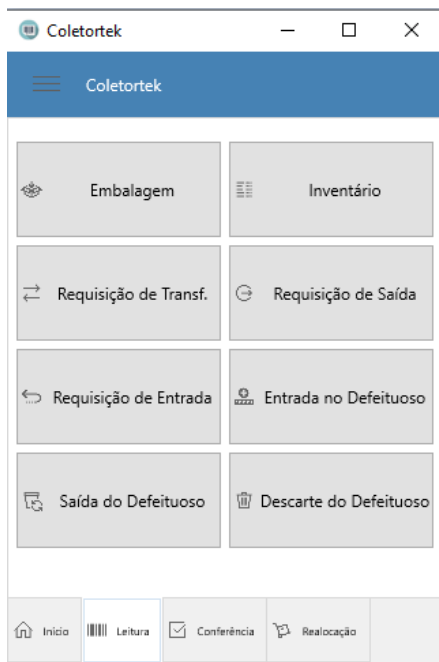 Coletortek
Coletortek
Embalagem
Inventário
Requisição de Transf.
Requisição de Saída
Requisição de Entrada
Entrada no Defeituoso
Saída do Defeituoso
Descarte do Defeituoso
Início
Leitura
Conferência
Realocação